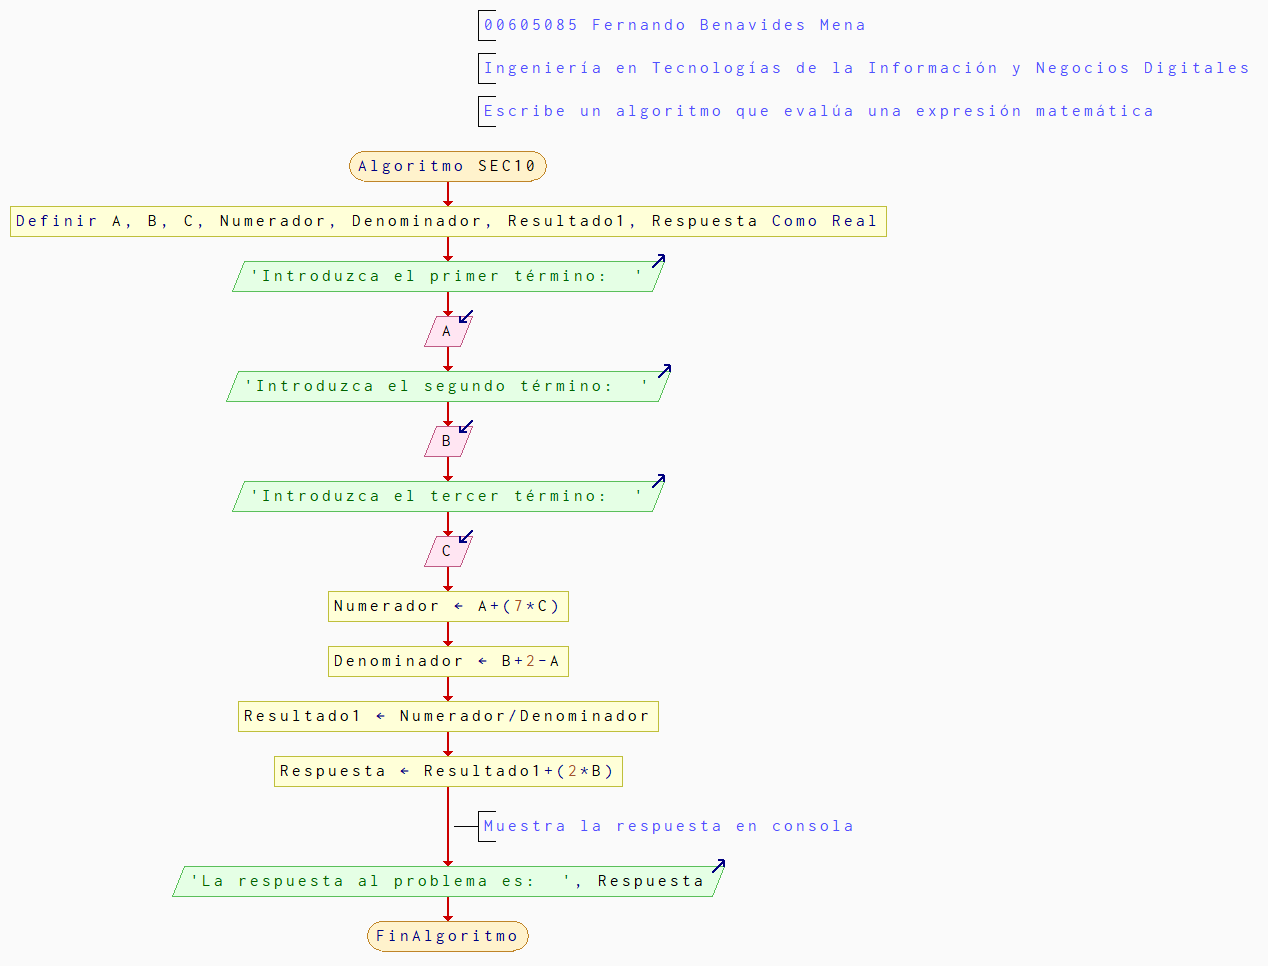 00605085 Fernando Benavides Mena
Ingeniería en Tecnologías de la Información y Negocios Digitales
Escribe un algoritmo que evalúa una expresión matemática
Algoritmo SEC10
Definir A, B, C, Numerador, Denominador, Resultado1, Respuesta Como Real
'Introduzca el primer término:  '
A
'Introduzca el segundo término:  '
B
'Introduzca el tercer término:  '
C
Numerador ← A+(7*C)
Denominador ← B+2-A
Resultado1 ← Numerador/Denominador
Respuesta ← Resultado1+(2*B)
Muestra la respuesta en consola
'La respuesta al problema es:  ', Respuesta
FinAlgoritmo